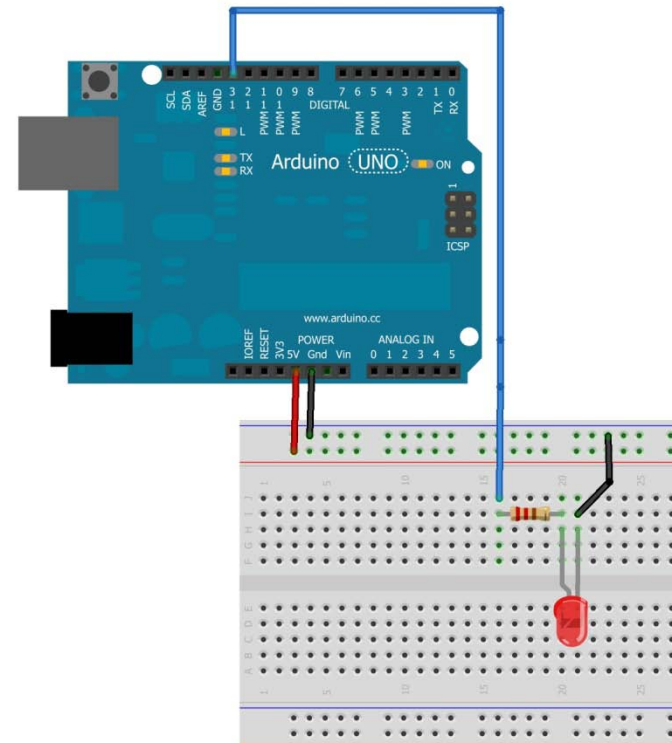 SCL
SDA
AREF
GND
13
12
PWM 11
PWM 10
PWM 9
8
DIGITAL
7
PWM 6
PWM 5
4
PWM 3
2
TX 1
RX 0
L
TX
RX
Arduino UNO
ON
1
ICSP
www.arduino.cc
POWER
ANALOG IN
IOREF
RESET
3V3
5V
Gnd
Vin
0 1 2 3 4 5
1 5 10 15 20 25
J
I
H
G
F
E
D
C
B
A
1 5 10 15 20 25